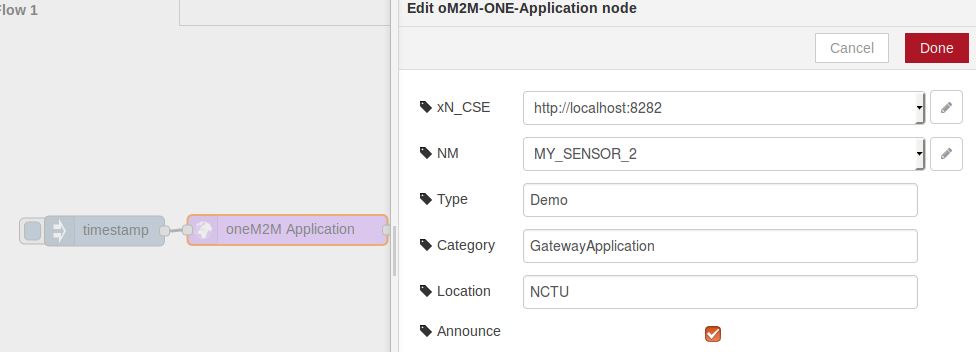 Flow 1
Edit oM2M-ONE-Application node
Cancel Done
xN_CSE http://localhost:8282
NM MY_SENSOR_2
Type Demo
timestamp oneM2M Application
Category GatewayApplication
Location NCTU
Announce